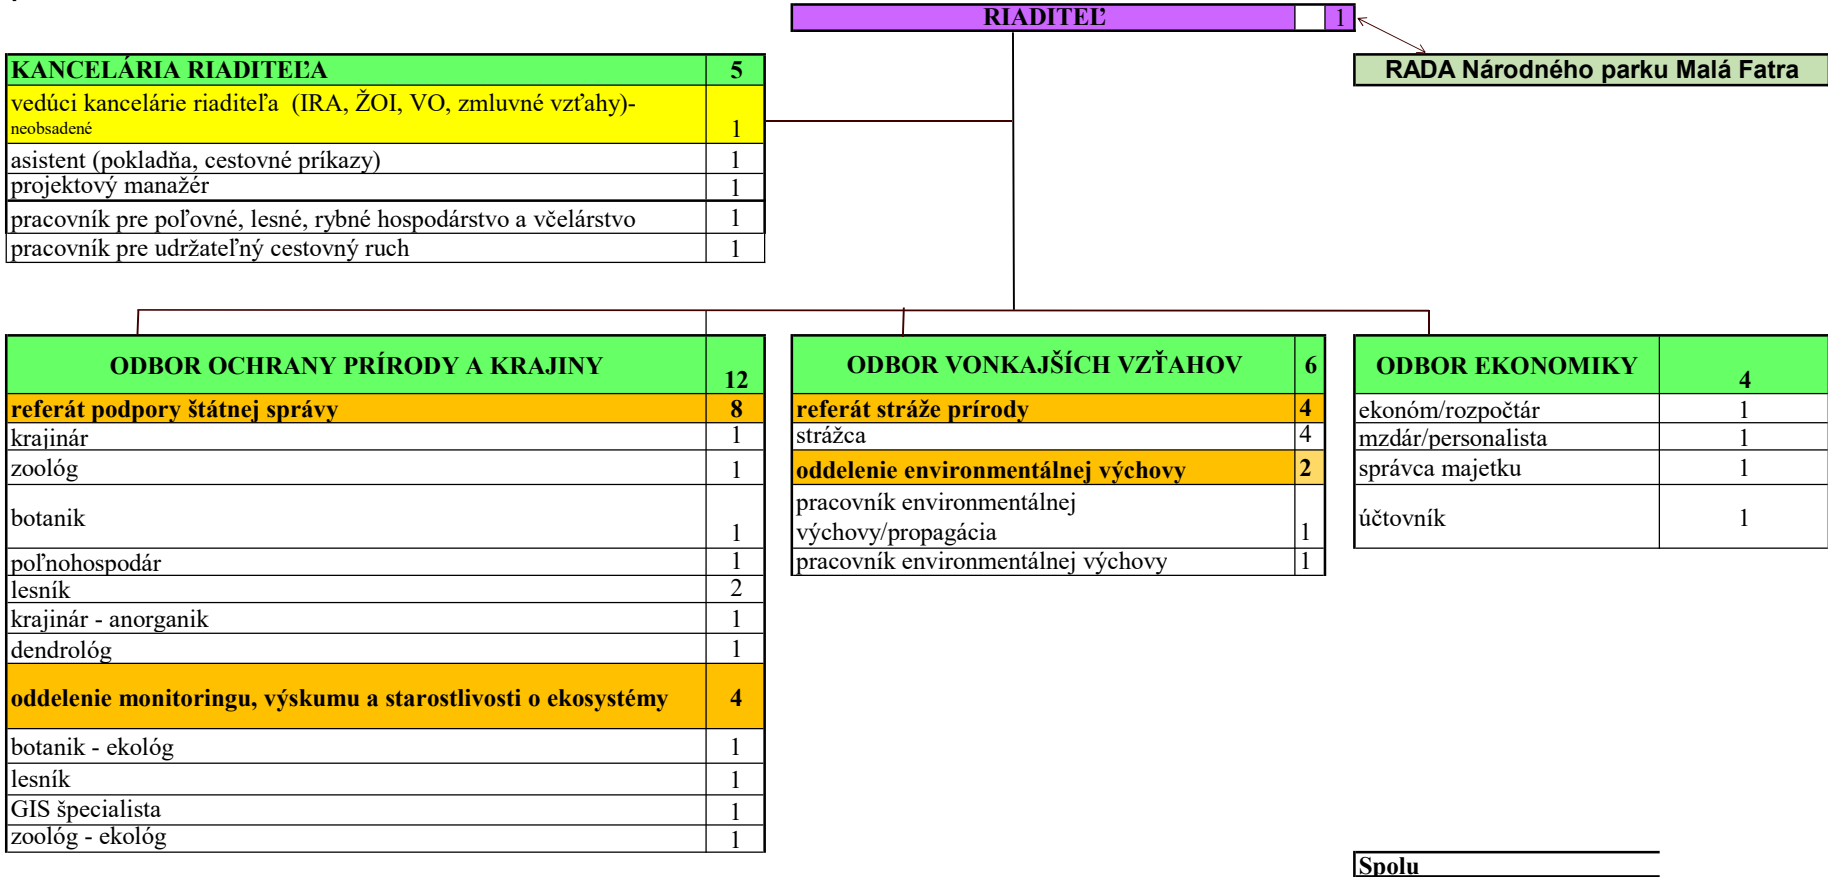 RIADITEĽ 1
KANCELÁRIA RIADITEĽA 5
RADA Národného parku Malá Fatra
vedúci kancelárie riaditeľa (IRA, ŽOI, VO, zmluvné vzťahy)-
neobsadené 1
asistent (pokladňa, cestovné príkazy) 1
projektový manažér 1
pracovník pre poľovné, lesné, rybné hospodárstvo a včelárstvo 1
pracovník pre udržateľný cestovný ruch 1
ODBOR OCHRANY PRÍRODY A KRAJINY 12
referát podpory štátnej správy 8
krajinár 1
zoológ 1
botanik 1
poľnohospodár 1
lesník 2
krajinár - anorganik 1
dendrológ 1
oddelenie monitoringu, výskumu a starostlivosti o ekosystémy 4
botanik - ekológ 1
lesník 1
GIS špecialista 1
zoológ - ekológ 1
ODBOR VONKAJŠÍCH VZŤAHOV 6
referát stráže prírody 4
strážca 4
oddelenie environmentálnej výchovy 2
pracovník environmentálnej
výchovy/propagácia 1
pracovník environmentálnej výchovy 1
ODBOR EKONOMIKY 4
ekonóm/rozpočtár 1
mzdár/personalista 1
správca majetku 1
účtovník 1
Spolu